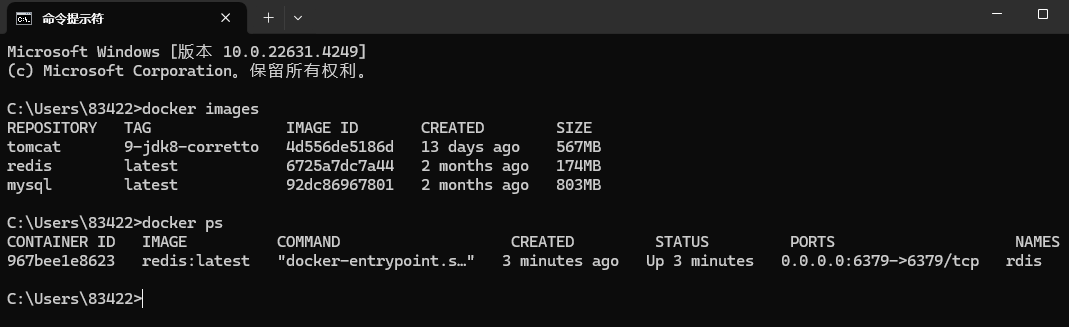 命令提示符
Microsoft Windows [版本 10.0.22631.4249]
(c) Microsoft Corporation。保留所有权利。
C:\Users\83422>docker images
REPOSITORY   TAG               IMAGE ID       CREATED        SIZE
tomcat       9-jdk8-corretto   4d556de5186d   13 days ago    567MB
redis        latest            6725a7dc7a44   2 months ago   174MB
mysql        latest            92dc86967801   2 months ago   803MB
C:\Users\83422>docker ps
CONTAINER ID   IMAGE          COMMAND                   CREATED         STATUS         PORTS                    NAMES
967bee1e8623   redis:latest   "docker-entrypoint.s…"   3 minutes ago   Up 3 minutes   0.0.0.0:6379->6379/tcp   rdis
C:\Users\83422>